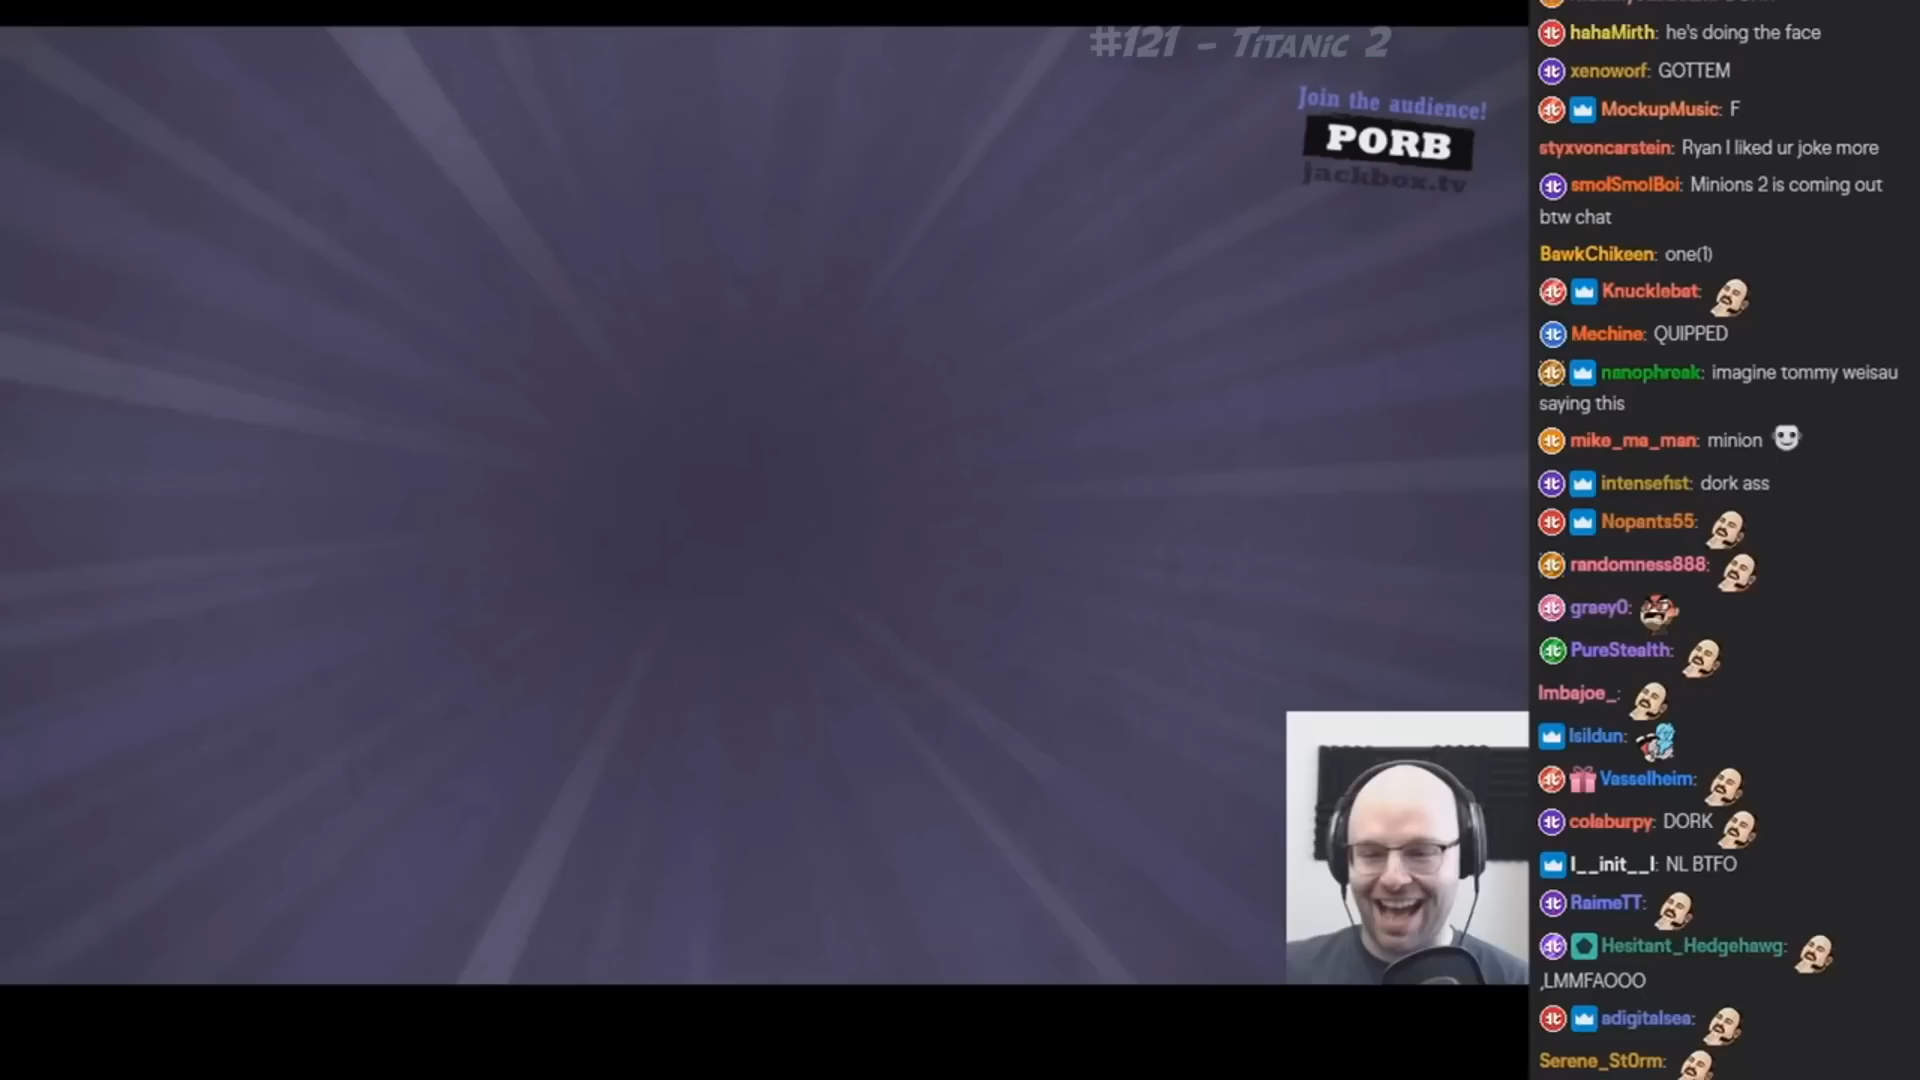 #121 - TITANIC 2
Join the audience!
PORB
jackbox.tv
hahaMirth: he's doing the face
xenoworf: GOTTEM
MockupMusic: F
styxvoncarstein: Ryan I liked ur joke more
smolSmolBoi: Minions 2 is coming out
btw chat
BawkChikeen: one(1)
Knucklebat:
Mechine: QUIPPED
nanophreak: imagine tommy weisau
saying this
mike_ma_man: minion
intensefist: dork ass
Nopants55:
randomness888:
graey0:
PureStealth:
Imbajoe_:
Isildun:
Vasselheim:
colaburpy: DORK
I__init__I: NL BTFO
RaimeTT:
Hesitant_Hedgehawg:
,LMMFAOOO
adigitalsea:
Serene_St0rm: